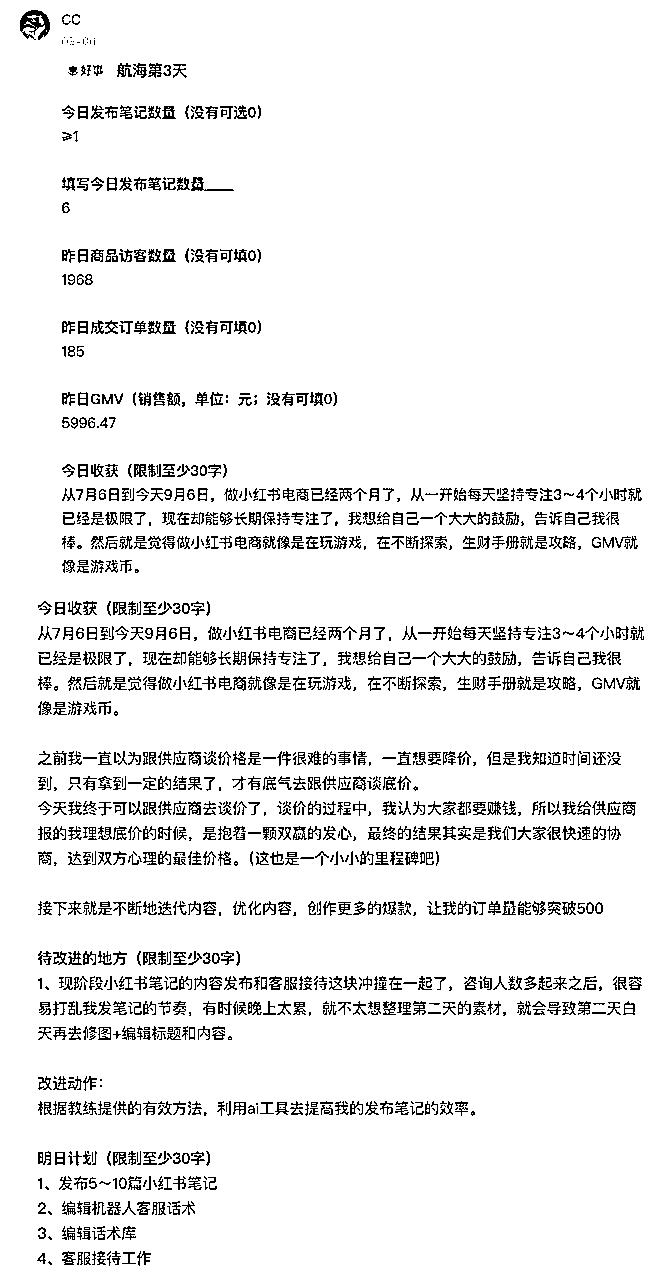 CC
航海第3天
今日发布笔记数量（没有可选0）
≥1
填写今日发布笔记数量____
6
昨日商品访客数量（没有可填0）
1968
昨日成交订单数量（没有可填0）
185
昨日GMV（销售额，单位：元；没有可填0）
5996.47
今日收获（限制至少30字）
从7月6日到今天9月6日，做小红书电商已经两个月了，从一开始每天坚持专注3～4个小时就
已经是极限了，现在却能够长期保持专注了，我想给自己一个大大的鼓励，告诉自己我很
棒。然后就是觉得做小红书电商就像是在玩游戏，在不断探索，生财手册就是攻略，GMV就
像是游戏币。
今日收获（限制至少30字）
从7月6日到今天9月6日，做小红书电商已经两个月了，从一开始每天坚持专注3～4个小时就
已经是极限了，现在却能够长期保持专注了，我想给自己一个大大的鼓励，告诉自己我很
棒。然后就是觉得做小红书电商就像是在玩游戏，在不断探索，生财手册就是攻略，GMV就
像是游戏币。
之前我一直以为跟供应商谈价格是一件很难的事情，一直想要降价，但是我知道时间还没
到，只有拿到一定的结果了，才有底气去跟供应商谈底价。
今天我终于可以跟供应商去谈价了，谈价的过程中，我认为大家都要赚钱，所以我给供应商
报的我理想底价的时候，是抱着一颗双赢的发心，最终的结果其实是我们大家很快速的协
商，达到双方心理的最佳价格。（这也是一个小小的里程碑吧）
接下来就是不断地迭代内容，优化内容，创作更多的爆款，让我的订单量能够突破500
待改进的地方（限制至少30字）
1、现阶段小红书笔记的内容发布和客服接待这块冲撞在一起了，咨询人数多起来之后，很容
易打乱我发笔记的节奏，有时候晚上太累，就不太想整理第二天的素材，就会导致第二天白
天再去修图+编辑标题和内容。
改进动作：
根据教练提供的有效方法，利用ai工具去提高我的发布笔记的效率。
明日计划（限制至少30字）
1、发布5～10篇小红书笔记
2、编辑机器人客服话术
3、编辑话术库
4、客服接待工作